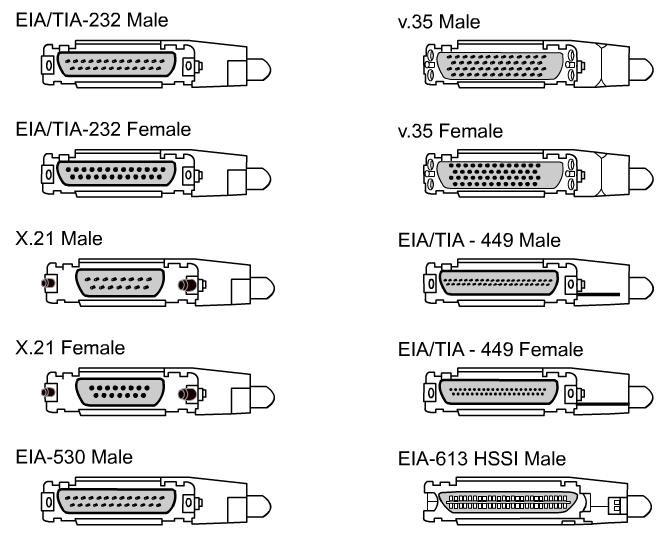 EIA/TIA-232 Male
v.35 Male
EIA/TIA-232 Female
v.35 Female
X.21 Male
EIA/TIA - 449 Male
X.21 Female
EIA/TIA - 449 Female
EIA-530 Male
EIA-613 HSSI Male